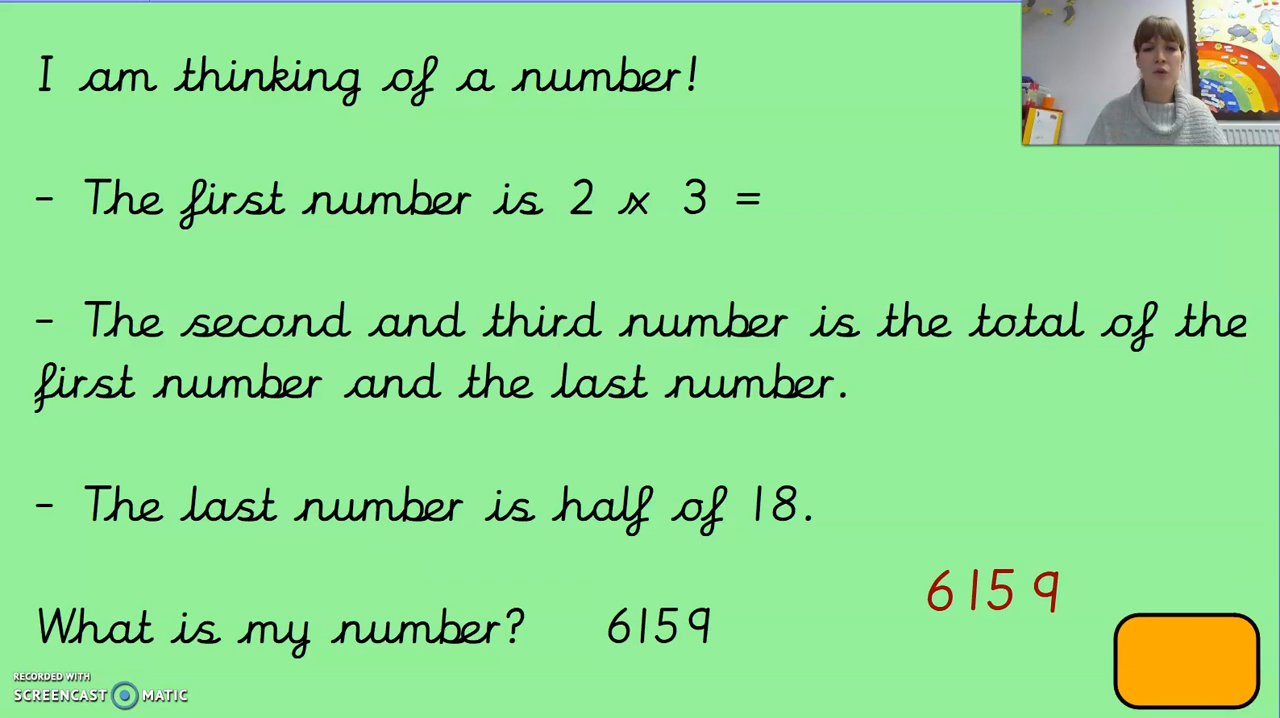 I am thinking of a number!
- The first number is 2 x 3 =
- The second and third number is the total of the
first number and the last number.
- The last number is half of 18.
6159
What is my number? 6159
RECORDED WITH
SCREENCAST MATIC